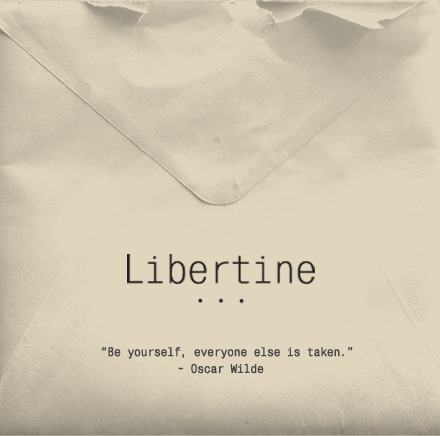 Libertine
• • •
"Be yourself, everyone else is taken."
- Oscar Wilde